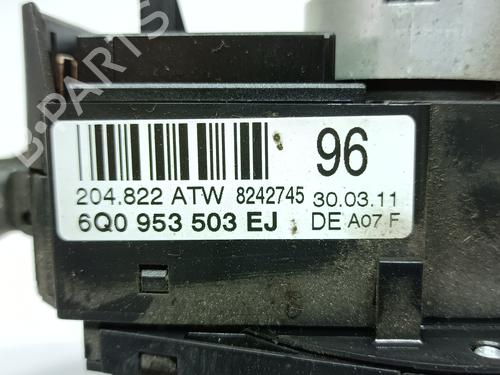 B-PARTS
96
204.822 ATW 8242745 30.03.11
6Q0 953 503 EJ DE A07 F